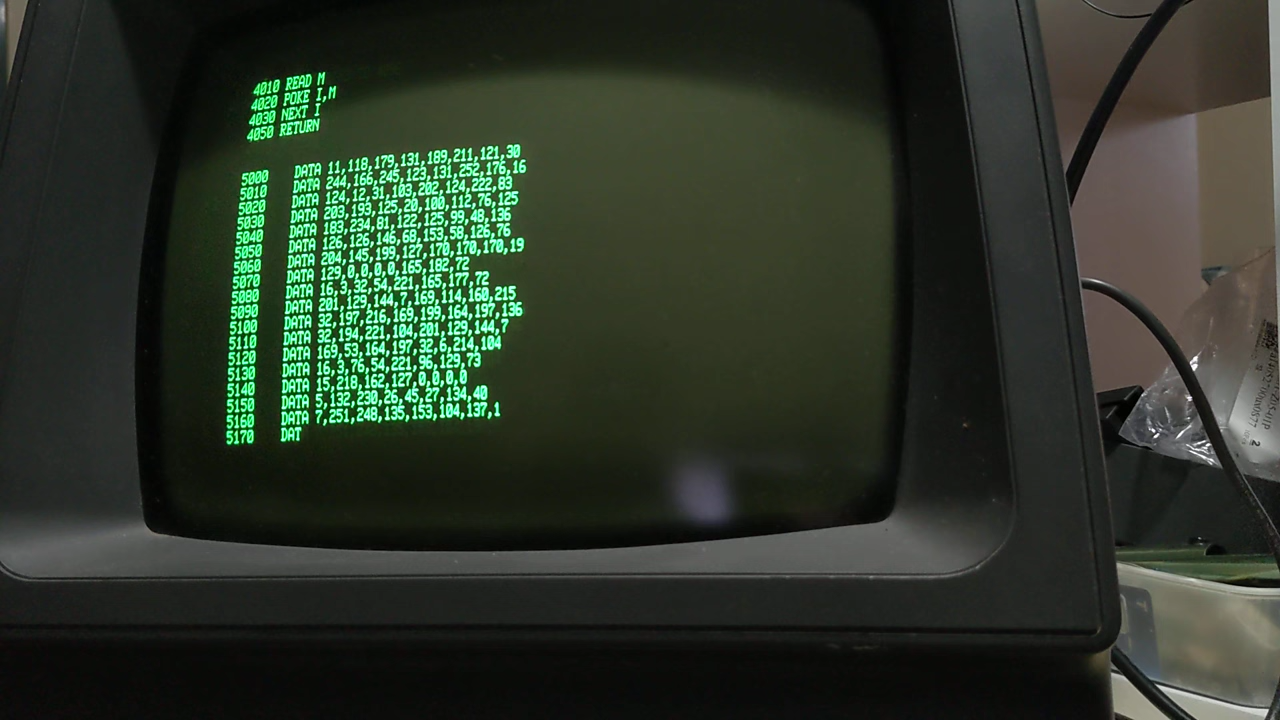 4010 READ M
4020 POKE I,M
4030 NEXT I
4050 RETURN
5000 DATA 11,118,179,131,189,211,121,30
5010 DATA 244,166,245,123,131,252,176,16
5020 DATA 124,12,31,103,202,124,222,83
5030 DATA 203,193,125,20,100,112,76,125
5040 DATA 183,234,81,122,125,99,48,136
5050 DATA 126,126,146,68,153,58,126,76
5060 DATA 204,145,199,127,170,170,170,19
5070 DATA 129,0,0,0,0,165,182,72
5080 DATA 16,3,32,54,221,165,177,72
5090 DATA 201,129,144,7,169,114,160,215
5100 DATA 32,197,216,169,199,164,197,136
5110 DATA 32,194,221,104,201,129,144,7
5120 DATA 169,53,164,197,32,6,214,104
5130 DATA 16,3,76,54,221,96,129,73
5140 DATA 15,218,162,127,0,0,0,0
5150 DATA 5,132,230,26,45,27,134,40
5160 DATA 7,251,248,135,153,104,137,1
5170 DAT